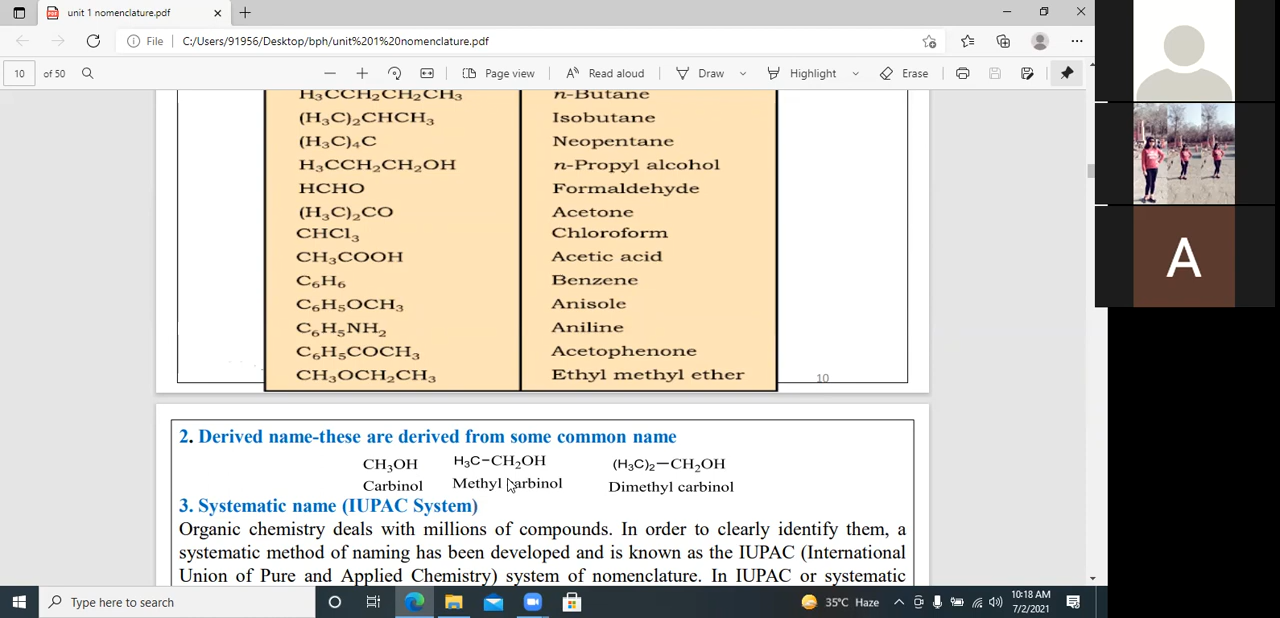 unit 1 nomenclature.pdf
File C:/Users/91956/Desktop/bph/unit%201%20nomenclature.pdf
10 of 50 Page view Read aloud Draw Highlight Erase
H₃CCH₂CH₂CH₃ n-Butane
(H₃C)₂CHCH₃ Isobutane
(H₃C)₄C Neopentane
H₃CCH₂CH₂OH n-Propyl alcohol
HCHO Formaldehyde
(H₃C)₂CO Acetone
CHCl₃ Chloroform
CH₃COOH Acetic acid
C₆H₆ Benzene
C₆H₅OCH₃ Anisole
C₆H₅NH₂ Aniline
C₆H₅COCH₃ Acetophenone
CH₃OCH₂CH₃ Ethyl methyl ether
10
2. Derived name-these are derived from some common name
CH₃OH H₃C−CH₂OH (H₃C)₂—CH₂OH
Carbinol Methyl carbinol Dimethyl carbinol
3. Systematic name (IUPAC System)
Organic chemistry deals with millions of compounds. In order to clearly identify them, a
systematic method of naming has been developed and is known as the IUPAC (International
Union of Pure and Applied Chemistry) system of nomenclature. In IUPAC or systematic
A
Type here to search
35°C Haze
10:18 AM
7/2/2021